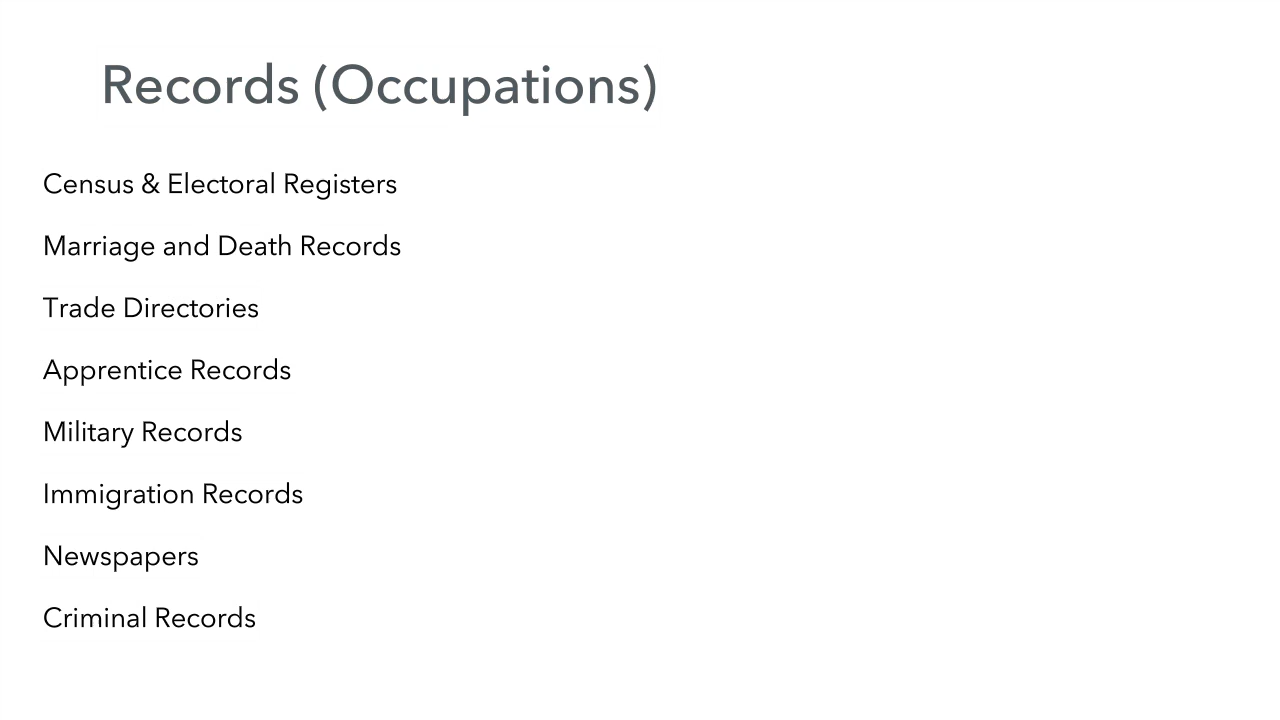 Records (Occupations)
Census & Electoral Registers
Marriage and Death Records
Trade Directories
Apprentice Records
Military Records
Immigration Records
Newspapers
Criminal Records